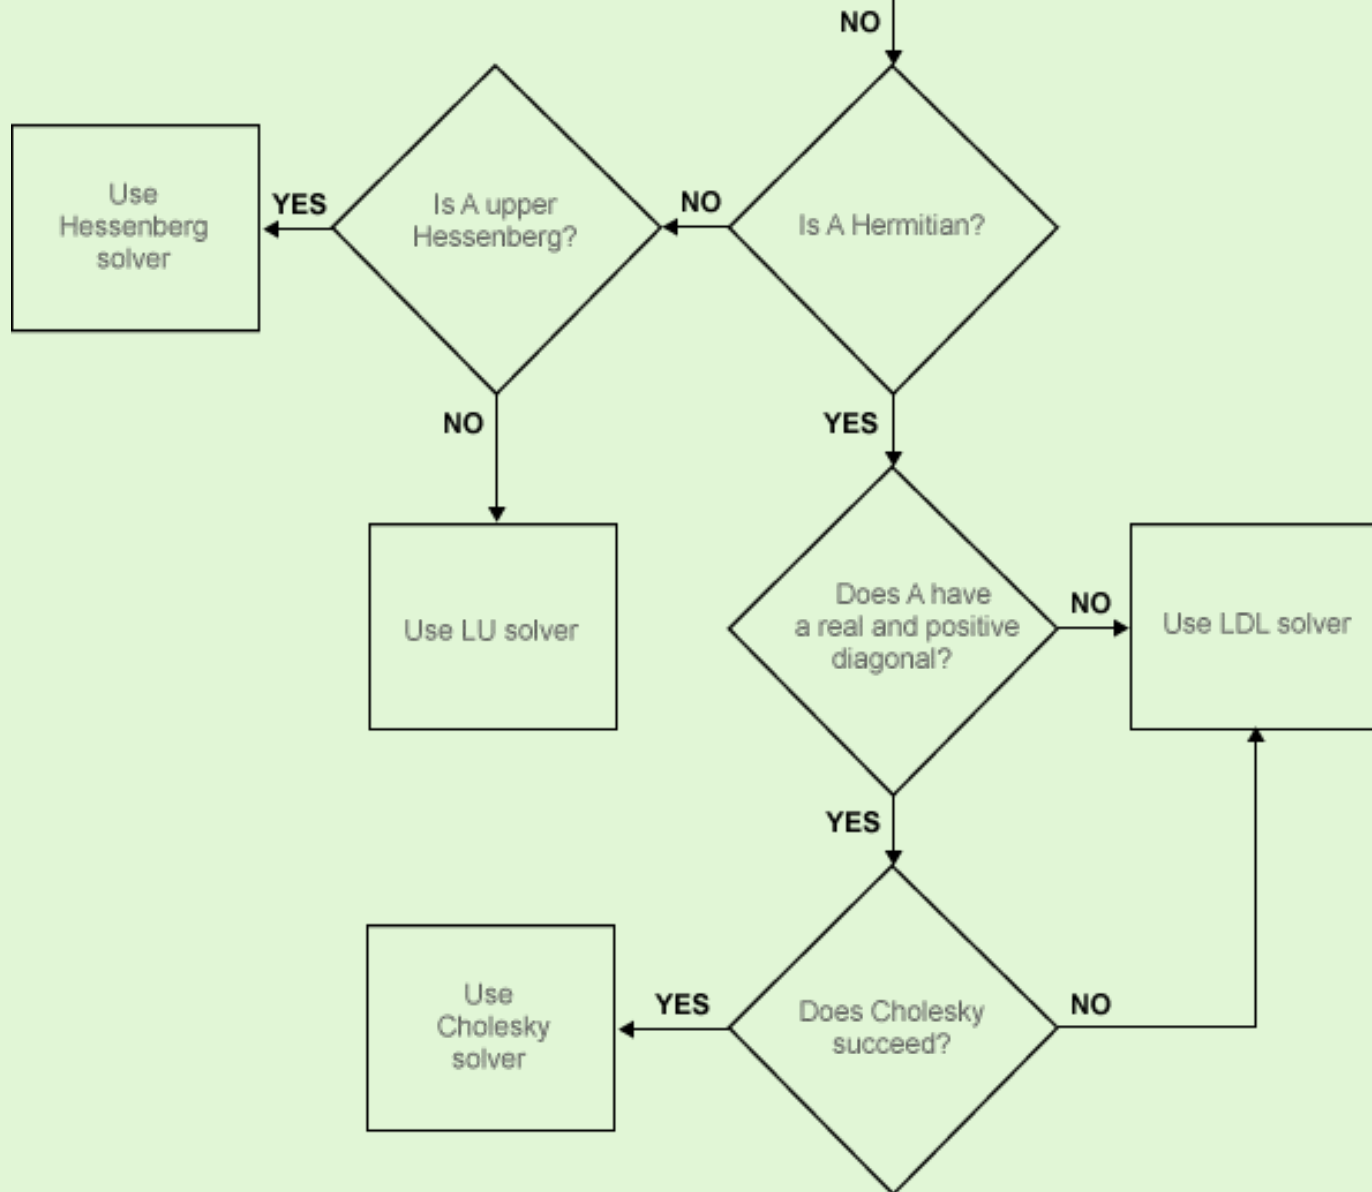 NO
Use
Hessenberg
solver
YES
Is A upper
Hessenberg?
NO
Is A Hermitian?
NO
YES
Use LU solver
Does A have
a real and positive
diagonal?
NO
Use LDL solver
YES
Use
Cholesky
solver
YES
Does Cholesky
succeed?
NO